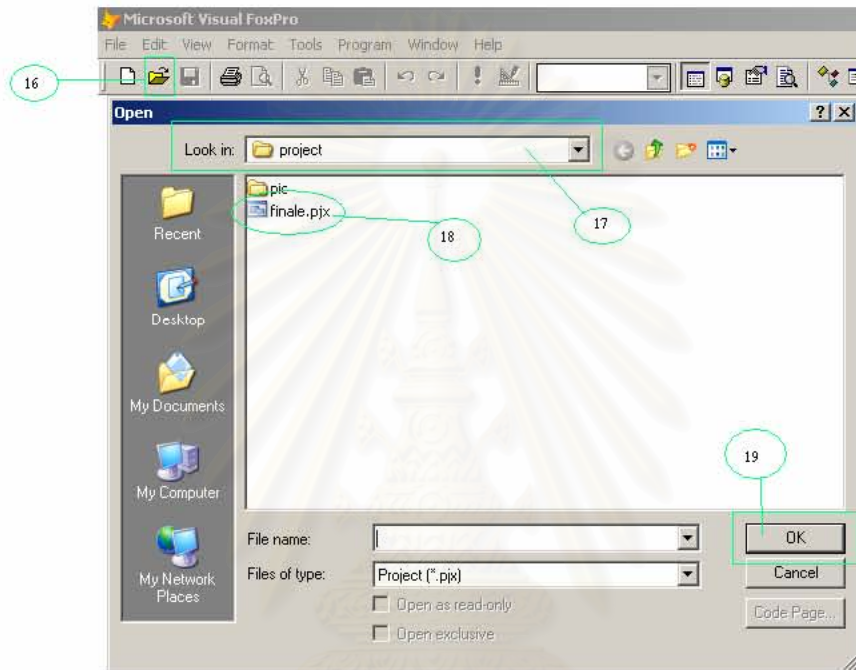 Microsoft Visual FoxPro
File Edit View Format Tools Program Window Help
16
Open
Look in: project
pic
finale.pjx
18
17
Recent
Desktop
My Documents
My Computer
My Network Places
19
File name:
OK
Files of type: Project (*.pjx)
Cancel
Open as read-only
Code Page...
Open exclusive